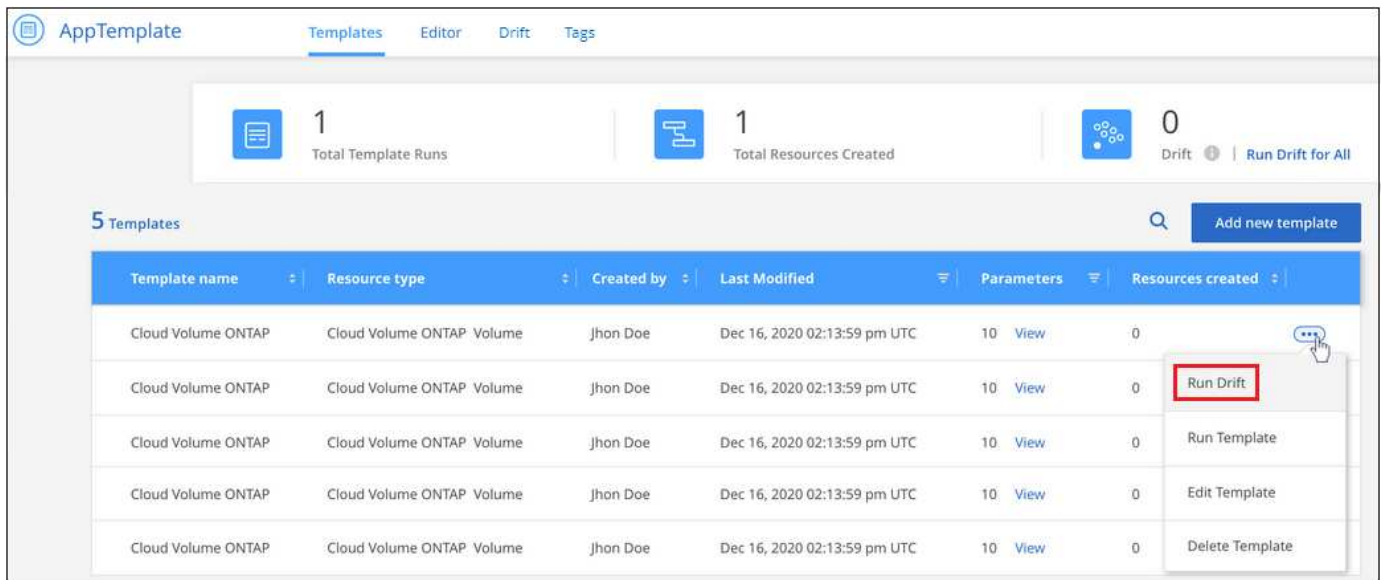 AppTemplate Templates Editor Drift Tags
1 1 0
Total Template Runs Total Resources Created Drift | Run Drift for All
5 Templates Add new template
Template name Resource type Created by Last Modified Parameters Resources created
Cloud Volume ONTAP Cloud Volume ONTAP Volume Jhon Doe Dec 16, 2020 02:13:59 pm UTC 10 View 0
Cloud Volume ONTAP Cloud Volume ONTAP Volume Jhon Doe Dec 16, 2020 02:13:59 pm UTC 10 View 0 Run Drift
Cloud Volume ONTAP Cloud Volume ONTAP Volume Jhon Doe Dec 16, 2020 02:13:59 pm UTC 10 View 0 Run Template
Cloud Volume ONTAP Cloud Volume ONTAP Volume Jhon Doe Dec 16, 2020 02:13:59 pm UTC 10 View 0 Edit Template
Cloud Volume ONTAP Cloud Volume ONTAP Volume Jhon Doe Dec 16, 2020 02:13:59 pm UTC 10 View 0 Delete Template